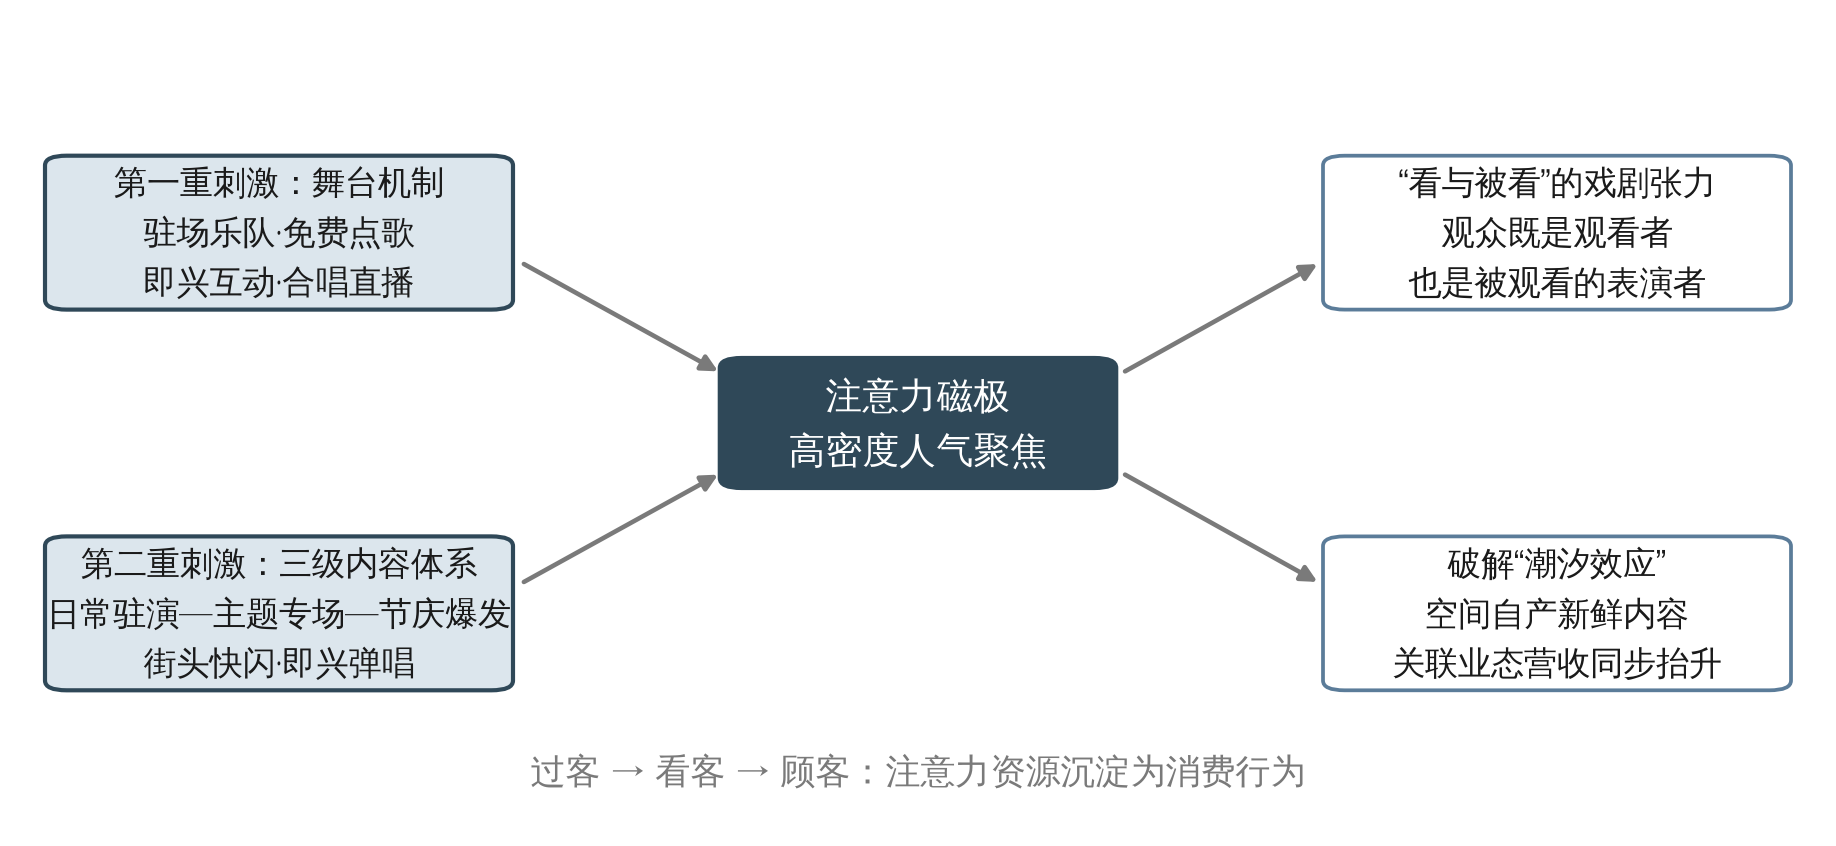 第一重刺激：舞台机制
驻场乐队·免费点歌
即兴互动·合唱直播
第二重刺激：三级内容体系
日常驻演—主题专场—节庆爆发
街头快闪·即兴弹唱
注意力磁极
高密度人气聚焦
“看与被看”的戏剧张力
观众既是观看者
也是被观看的表演者
破解“潮汐效应”
空间自产新鲜内容
关联业态营收同步抬升
过客 → 看客 → 顾客：注意力资源沉淀为消费行为